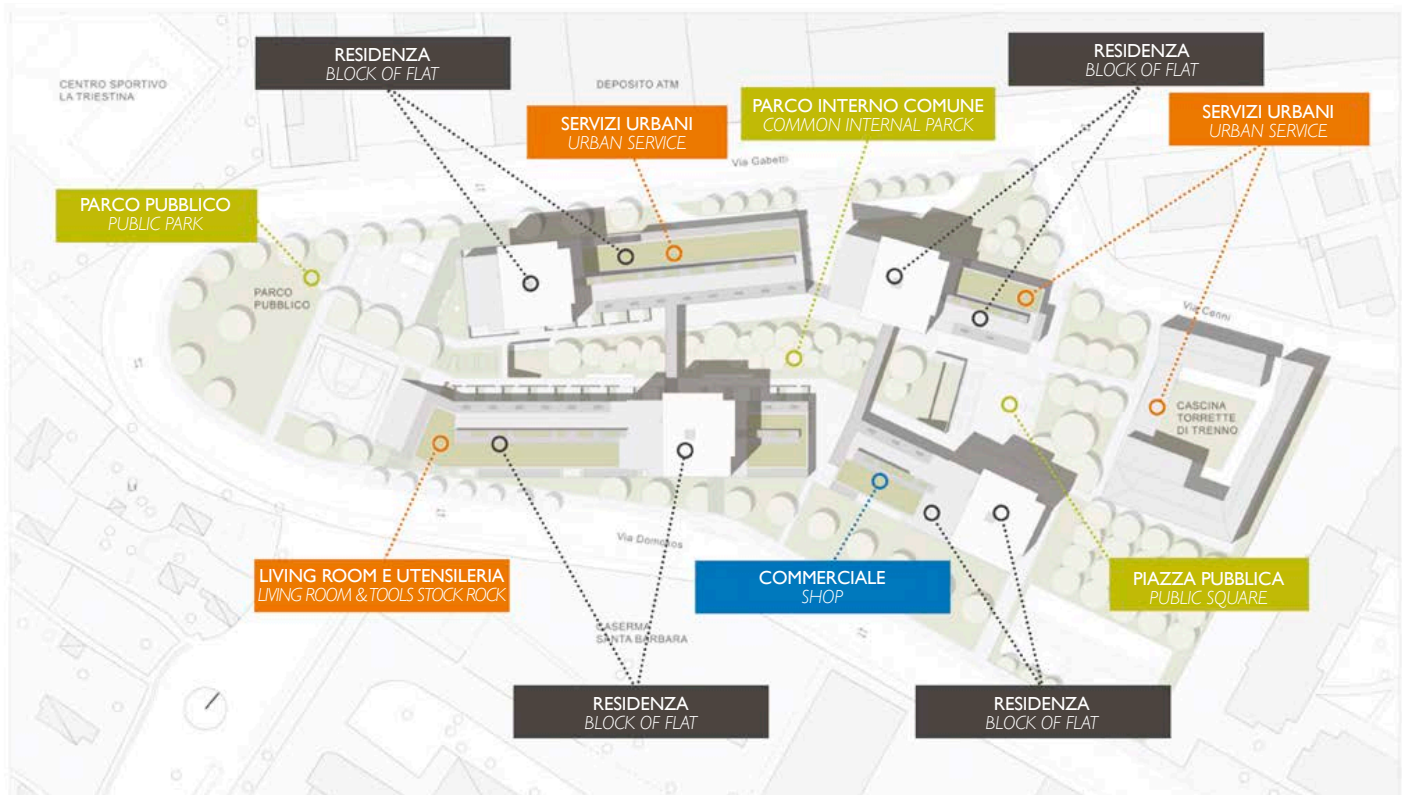 RESIDENZA
BLOCK OF FLAT
RESIDENZA
BLOCK OF FLAT
CENTRO SPORTIVO
LA TRIESTINA
DEPOSITO ATM
PARCO INTERNO COMUNE
COMMON INTERNAL PARCK
SERVIZI URBANI
URBAN SERVICE
SERVIZI URBANI
URBAN SERVICE
Via Gabetti
PARCO PUBBLICO
PUBLIC PARK
PARCO
PUBBLICO
Via Cenni
CASCINA
TORRETTE
DI TRENNO
Via Domokos
LIVING ROOM E UTENSILERIA
LIVING ROOM & TOOLS STOCK ROCK
COMMERCIALE
SHOP
PIAZZA PUBBLICA
PUBLIC SQUARE
CASERMA
SANTA BARBARA
RESIDENZA
BLOCK OF FLAT
RESIDENZA
BLOCK OF FLAT